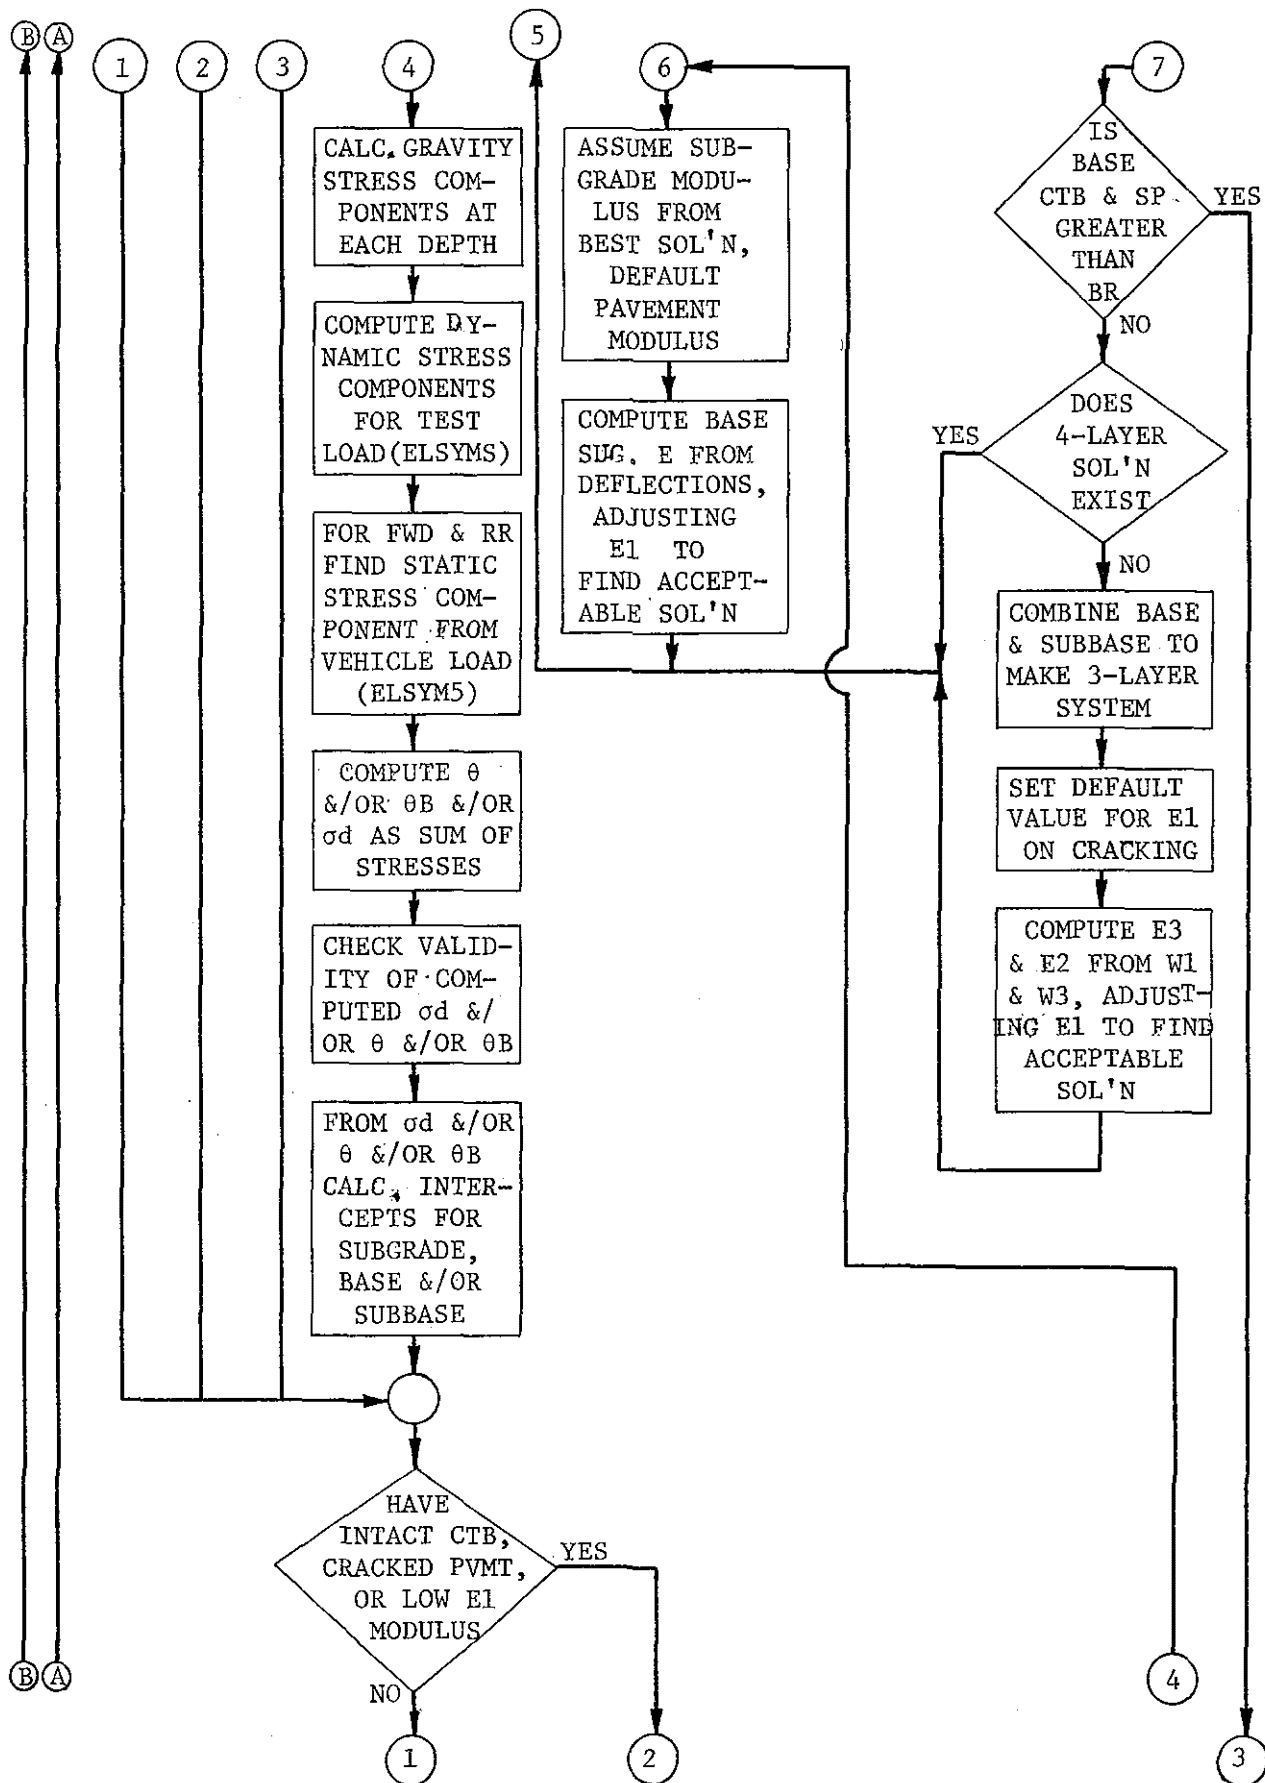 B A
1
2
3
4
5
6
7
CALC. GRAVITY
STRESS COM-
PONENTS AT
EACH DEPTH
COMPUTE DY-
NAMIC STRESS
COMPONENTS
FOR TEST
LOAD(ELSYMS)
FOR FWD & RR
FIND STATIC
STRESS COM-
PONENT FROM
VEHICLE LOAD
(ELSYM5)
COMPUTE θ
&/OR θB &/OR
σd AS SUM OF
STRESSES
CHECK VALID-
ITY OF COM-
PUTED σd &/
OR θ &/OR θB
FROM σd &/OR
θ &/OR θB
CALC. INTER-
CEPTS FOR
SUBGRADE,
BASE &/OR
SUBBASE
HAVE
INTACT CTB,
CRACKED PVMT,
OR LOW E1
MODULUS
YES
NO
1
2
ASSUME SUB-
GRADE MODU-
LUS FROM
BEST SOL'N,
DEFAULT
PAVEMENT
MODULUS
COMPUTE BASE
SUG. E FROM
DEFLECTIONS,
ADJUSTING
E1 TO
FIND ACCEPT-
ABLE SOL'N
IS
BASE
CTB & SP
GREATER
THAN
BR
YES
NO
DOES
4-LAYER
SOL'N
EXIST
YES
NO
COMBINE BASE
& SUBBASE TO
MAKE 3-LAYER
SYSTEM
SET DEFAULT
VALUE FOR E1
ON CRACKING
COMPUTE E3
& E2 FROM W1
& W3, ADJUST-
ING E1 TO FIND
ACCEPTABLE
SOL'N
4
3
B A